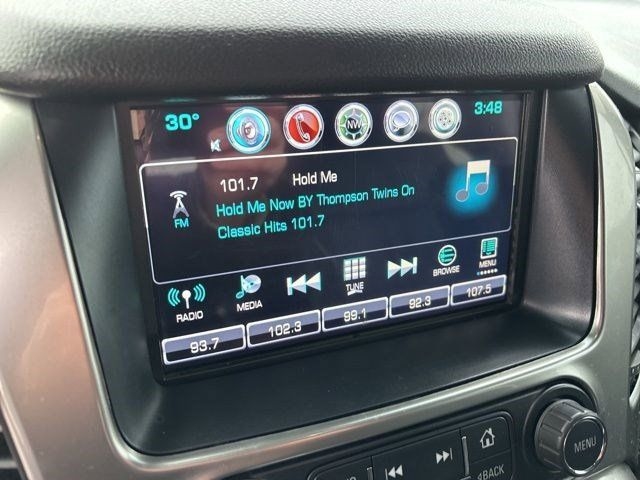 30°
NW
3:48
101.7 Hold Me
FM
Hold Me Now BY Thompson Twins On
Classic Hits 101.7
RADIO
MEDIA
TUNE
BROWSE
MENU
93.7 102.3 99.1 92.3 107.5
MENU
BACK